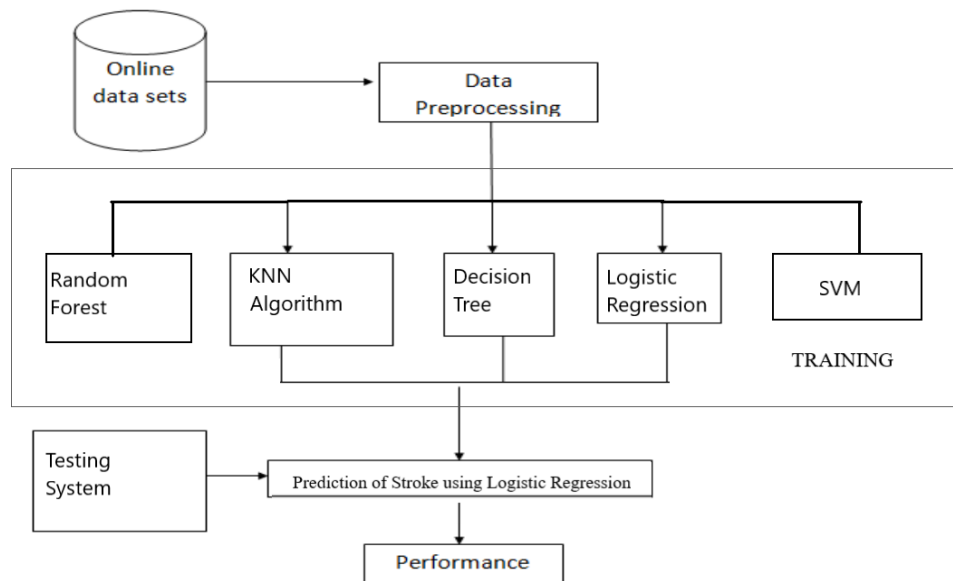 Online
data sets
Data
Preprocessing
Random
Forest
KNN
Algorithm
Decision
Tree
Logistic
Regression
SVM
TRAINING
Testing
System
Prediction of Stroke using Logistic Regression
Performance